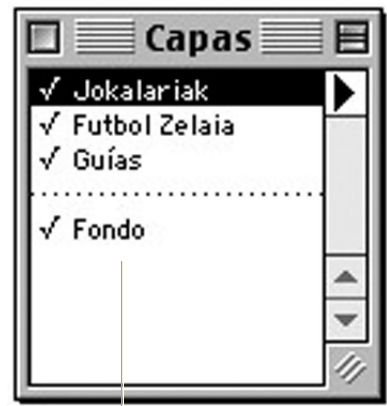 Capas
√ Jokalariak
√ Futbol Zelaia
√ Guías
√ Fondo